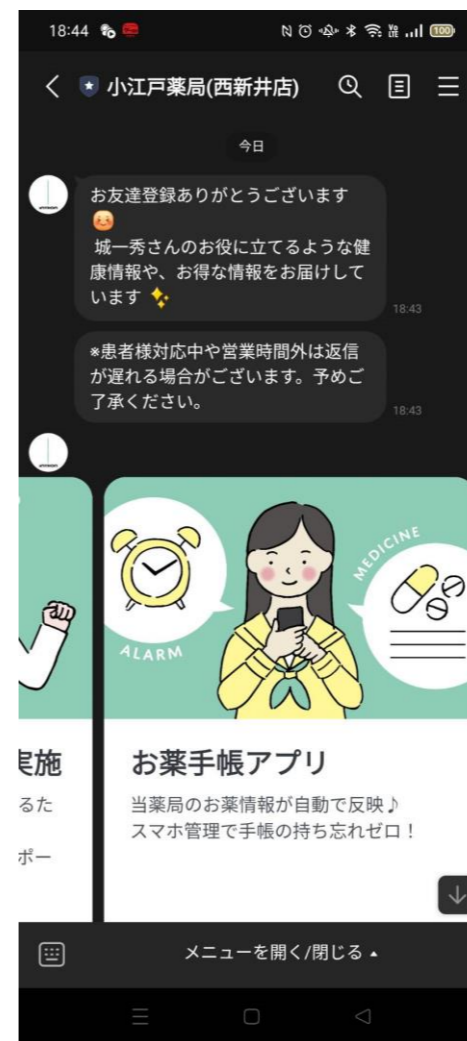 18:44
100
小江戸薬局(西新井店)
今日
お友達登録ありがとうございます
城一秀さんのお役に立てるような健
康情報や、お得な情報をお届けして
います
18:43
※患者様対応中や営業時間外は返信
が遅れる場合がございます。予めご
了承ください。
18:43
ALARM
MEDICINE
実施
るた
ポー
お薬手帳アプリ
当薬局のお薬情報が自動で反映♪
スマホ管理で手帳の持ち忘れゼロ！
メニューを開く/閉じる